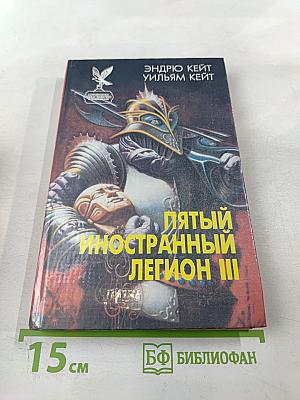 ЭНДРЮ КЕЙТ
УИЛЬЯМ КЕЙТ
ПЯТЫЙ
ИНОСТРАННЫЙ
ЛЕГИОН III
15 см
БФ БИБЛИОФАН